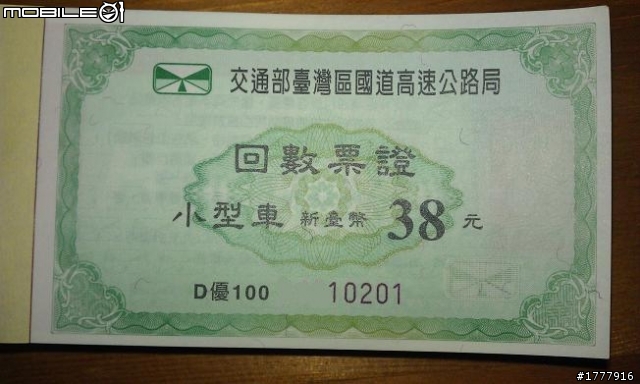 MOBILE01
交通部臺灣區國道高速公路局
回數票證
小型車 新臺幣 38 元
D優100 10201
#1777916